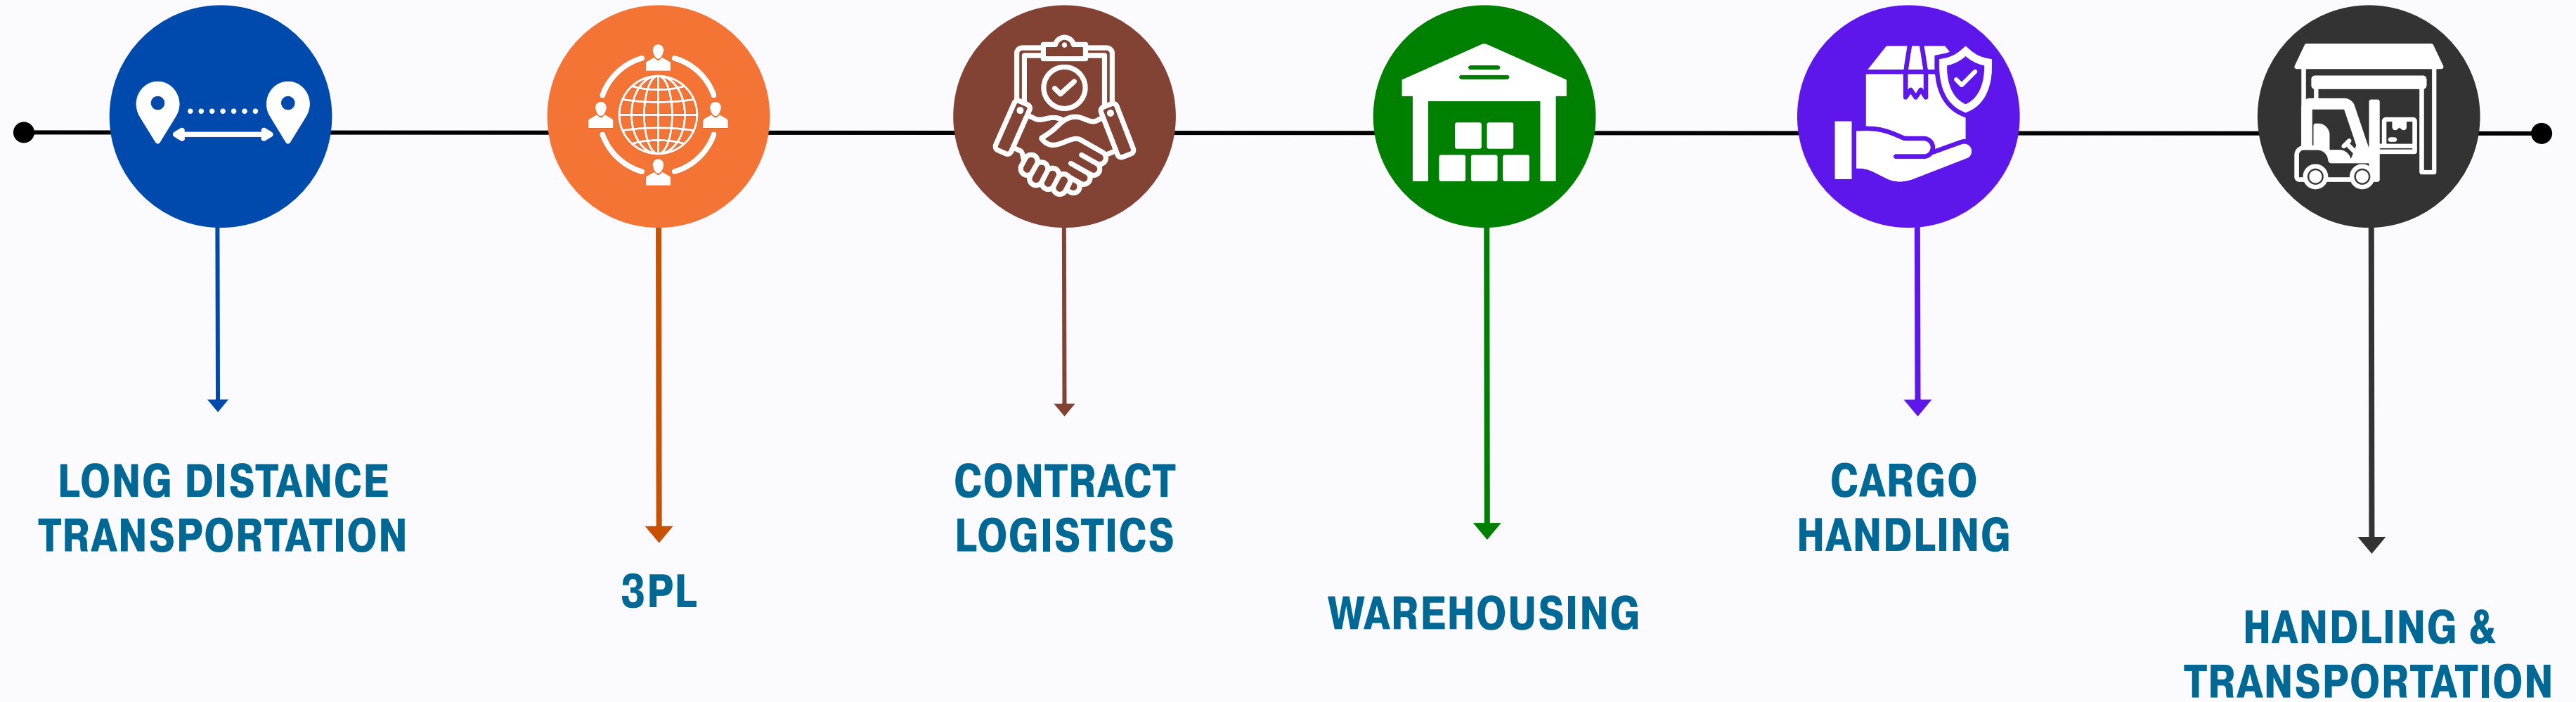 LONG DISTANCE
TRANSPORTATION
3PL
CONTRACT
LOGISTICS
WAREHOUSING
CARGO
HANDLING
HANDLING &
TRANSPORTATION